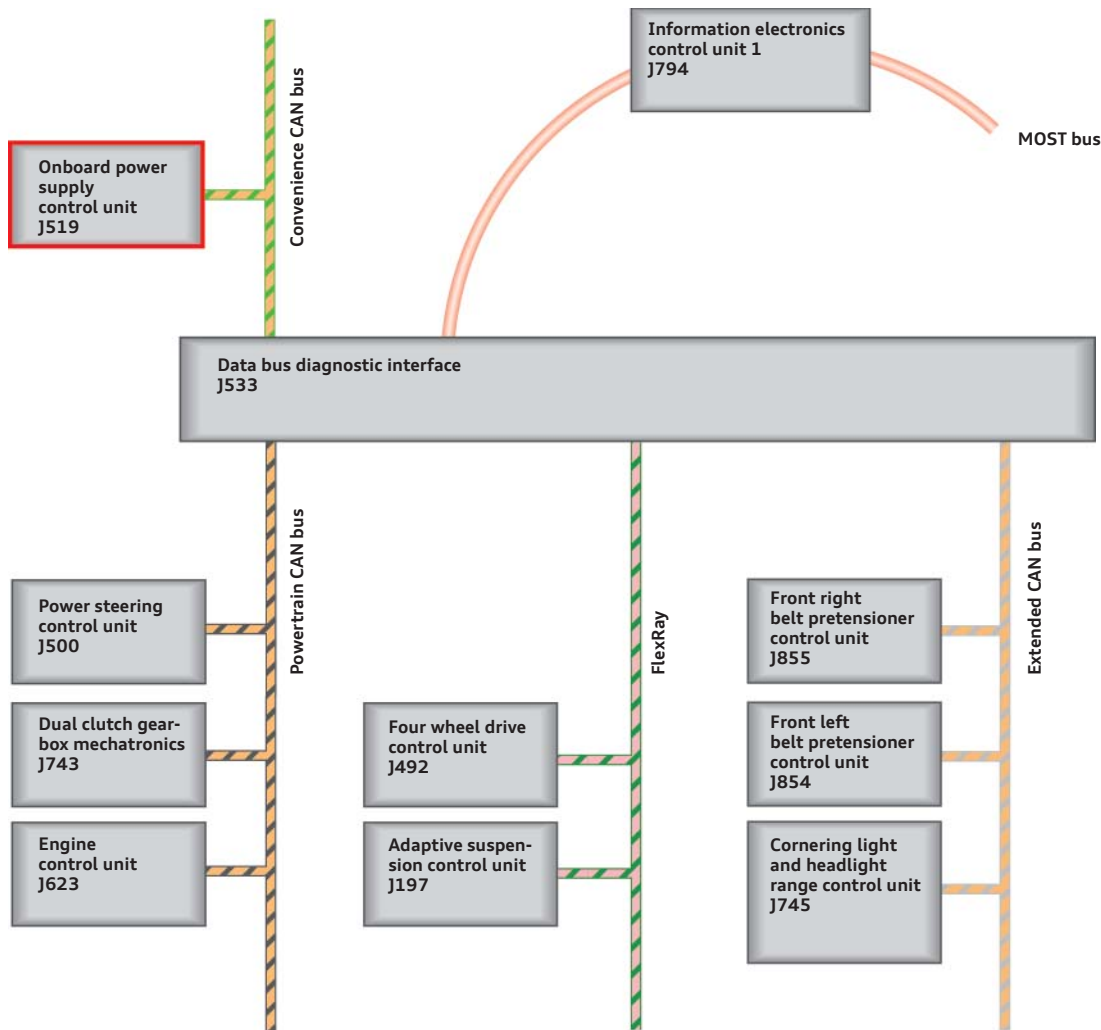 Information electronics
control unit 1
J794
MOST bus
Convenience CAN bus
Onboard power
supply
control unit
J519
Data bus diagnostic interface
J533
Powertrain CAN bus
Power steering
control unit
J500
Dual clutch gear-
box mechatronics
J743
Engine
control unit
J623
FlexRay
Four wheel drive
control unit
J492
Adaptive suspen-
sion control unit
J197
Extended CAN bus
Front right
belt pretensioner
control unit
J855
Front left
belt pretensioner
control unit
J854
Cornering light
and headlight
range control unit
J745